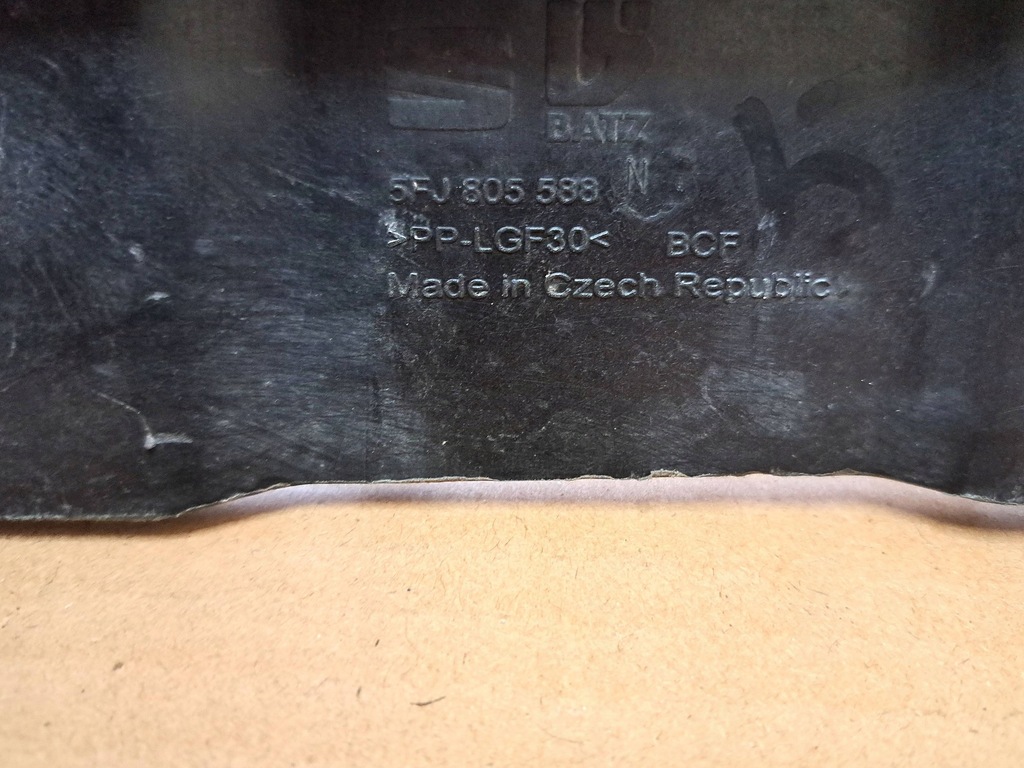 BATZ
N
5FJ 805 588
>PP-LGF30< BCF
Made in Czech Republic